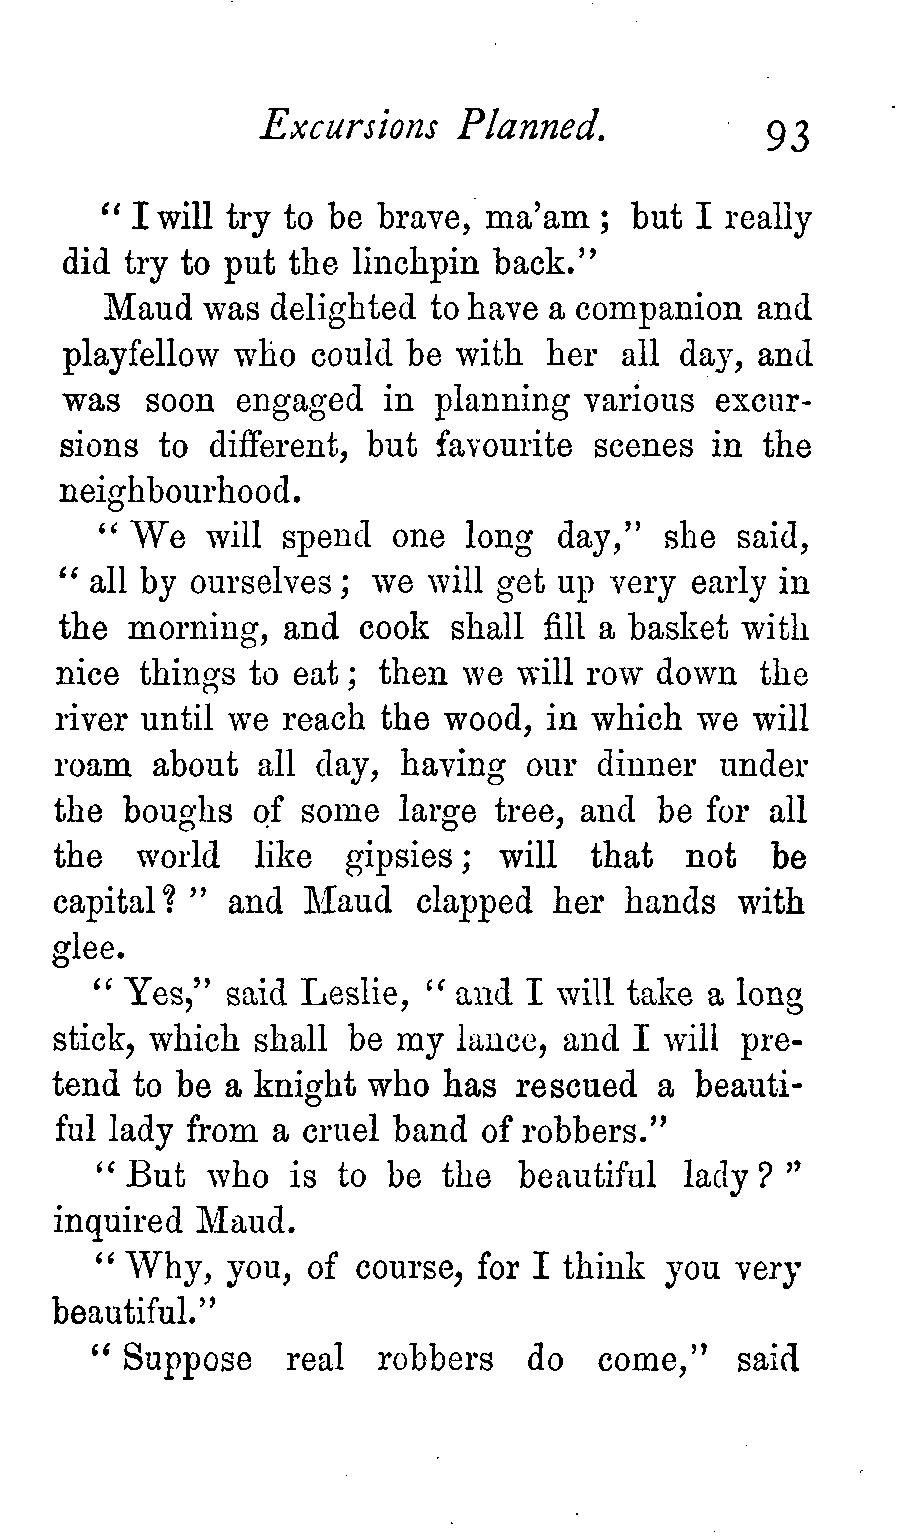 Excursions Planned. 93
“ I will try to be brave, ma’am ; but I really
did try to put the linchpin back.”
Maud was delighted to have a companion and
playfellow who could be with her all day, and
was soon engaged in planning various excur-
sions to different, but favourite scenes in the
neighbourhood.
“ We will spend one long day,” she said,
“ all by ourselves ; we will get up very early in
the morning, and cook shall fill a basket with
nice things to eat ; then we will row down the
river until we reach the wood, in which we will
roam about all day, having our dinner under
the boughs of some large tree, and be for all
the world like gipsies ; will that not be
capital? ” and Maud clapped her hands with
glee.
“ Yes,” said Leslie, “ and I will take a long
stick, which shall be my lance, and I will pre-
tend to be a knight who has rescued a beauti-
ful lady from a cruel band of robbers.”
“ But who is to be the beautiful lady ? ”
inquired Maud.
“ Why, you, of course, for I think you very
beautiful.”
“ Suppose real robbers do come,” said